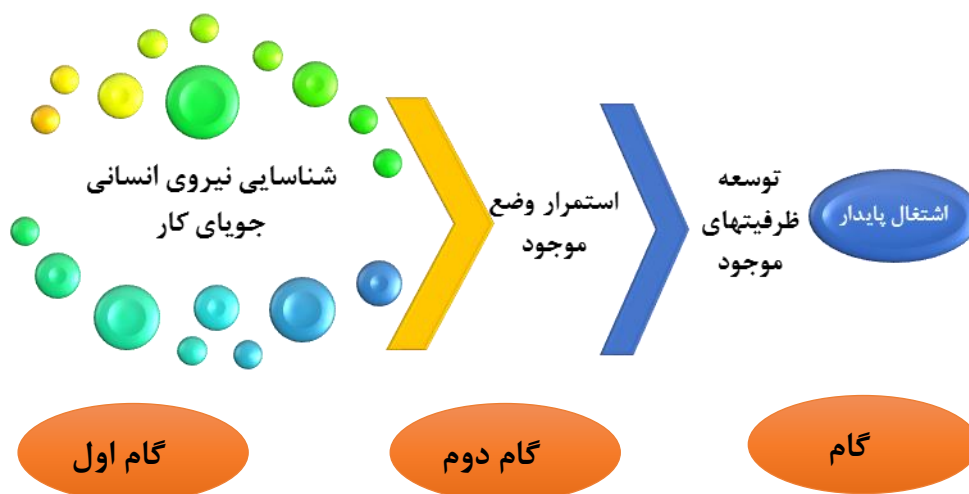 شناسایی نیروی انسانی
جویای کار
استمرار وضع
موجود
توسعه
ظرفیتهای
موجود
اشتغال پایدار
گام اول
گام دوم
گام